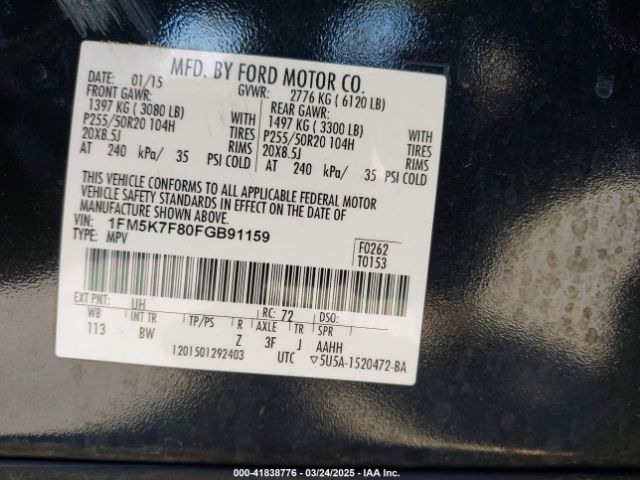 MFD. BY FORD MOTOR CO.
DATE: 01/15 GVWR: 2776 KG ( 6120 LB)
FRONT GAWR: REAR GAWR:
1397 KG ( 3080 LB) WITH 1497 KG ( 3300 LB) WITH
P255/50R20 104H TIRES P255/50R20 104H TIRES
20X8.5J RIMS 20X8.5J RIMS
AT 240 kPa/ 35 PSI COLD AT 240 kPa/ 35 PSI COLD
THIS VEHICLE CONFORMS TO ALL APPLICABLE FEDERAL MOTOR
VEHICLE SAFETY STANDARDS IN EFFECT ON THE DATE OF
MANUFACTURE SHOWN ABOVE.
VIN: 1FM5K7F80FGB91159
TYPE: MPV
F0262
T0153
EXT PNT: UH RC: 72 DSO:
WB INT TR TP/PS R AXLE TR SPR
113 BW Z 3F J AAHH
1201501292403 UTC ▽5U5A-1520472-BA
000-41838776 - 03/24/2025 - IAA Inc.